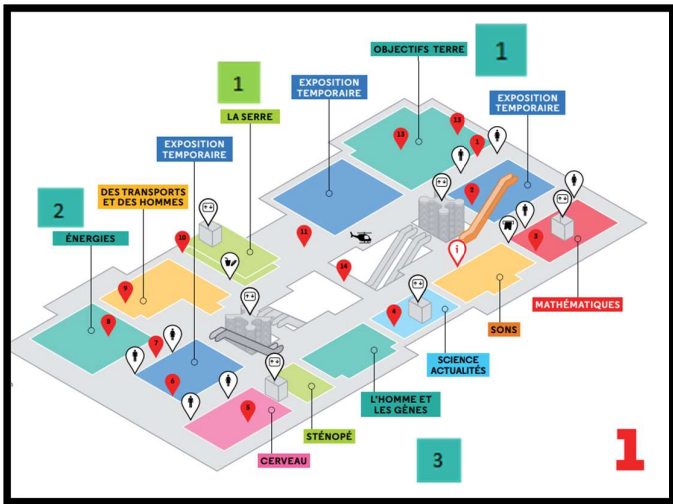 OBJECTIFS TERRE
1
1
EXPOSITION
TEMPORAIRE
EXPOSITION
TEMPORAIRE
LA SERRE
13
13
1
EXPOSITION
TEMPORAIRE
DES TRANSPORTS
ET DES HOMMES
2
2
ÉNERGIES
10
11
3
i
14
9
MATHÉMATIQUES
4
8
SONS
7
SCIENCE
ACTUALITÉS
6
L'HOMME ET
LES GÈNES
5
STÉNOPÉ
CERVEAU
3
1